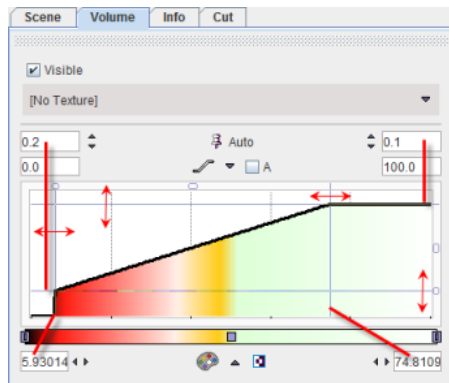 Scene Volume Info Cut
Visible
[No Texture]
0.2 Auto 0.1
0.0 A 100.0
5.93014 74.8109